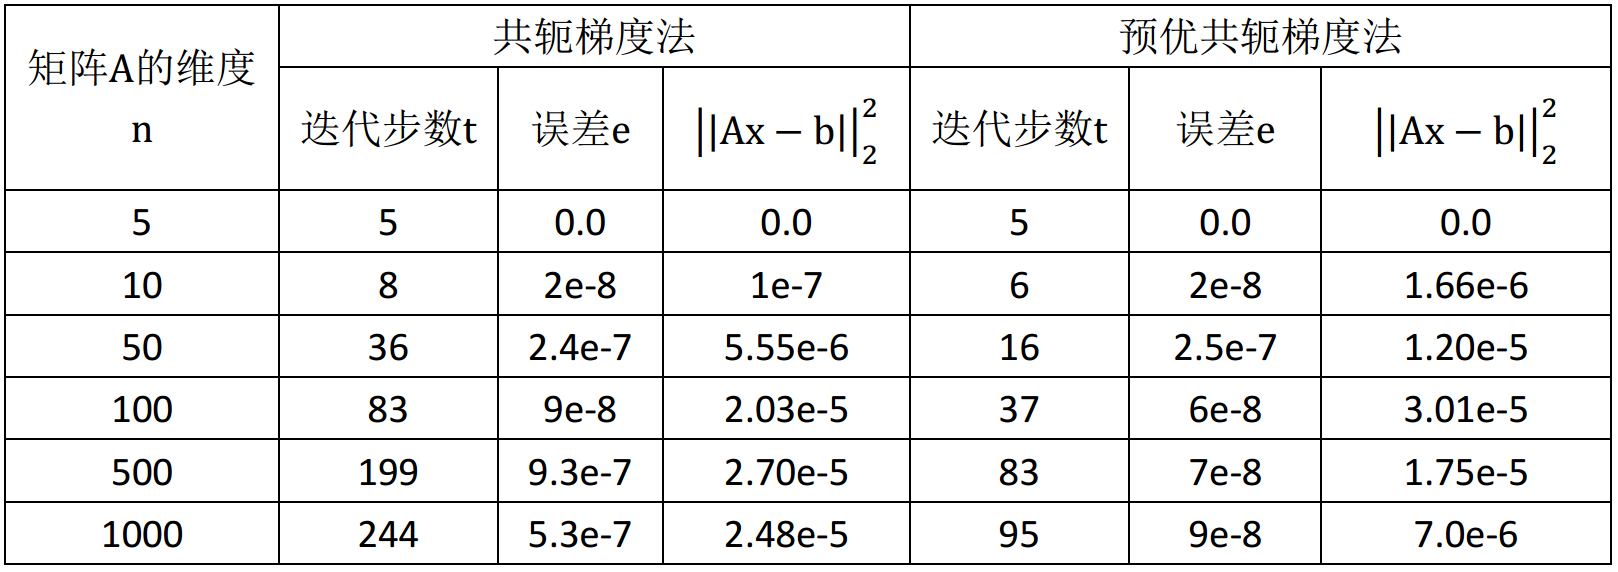 矩阵A的维度 n 共轭梯度法 预优共轭梯度法
迭代步数t 误差e ||Ax − b||₂² 迭代步数t 误差e ||Ax − b||₂²
5 5 0.0 0.0 5 0.0 0.0
10 8 2e-8 1e-7 6 2e-8 1.66e-6
50 36 2.4e-7 5.55e-6 16 2.5e-7 1.20e-5
100 83 9e-8 2.03e-5 37 6e-8 3.01e-5
500 199 9.3e-7 2.70e-5 83 7e-8 1.75e-5
1000 244 5.3e-7 2.48e-5 95 9e-8 7.0e-6